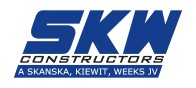 SKW
CONSTRUCTORS
A SKANSKA, KIEWIT, WEEKS JV